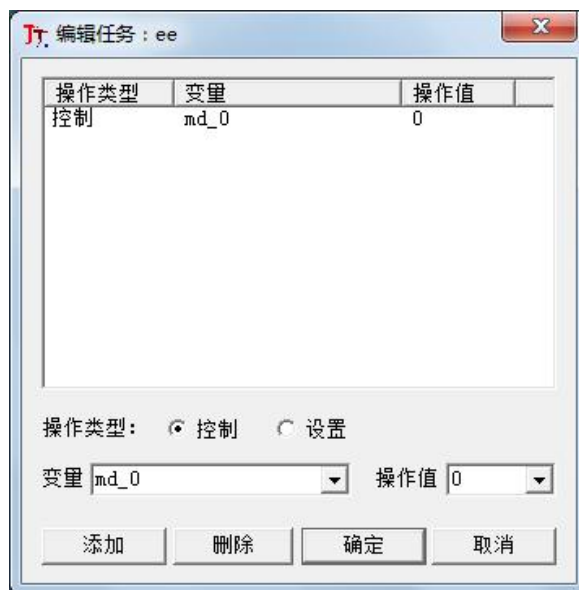 JT. 编辑任务：ee
操作类型 变量 操作值
控制 md_0 0
操作类型： 控制 设置
变量 md_0 操作值 0
添加 删除 确定 取消